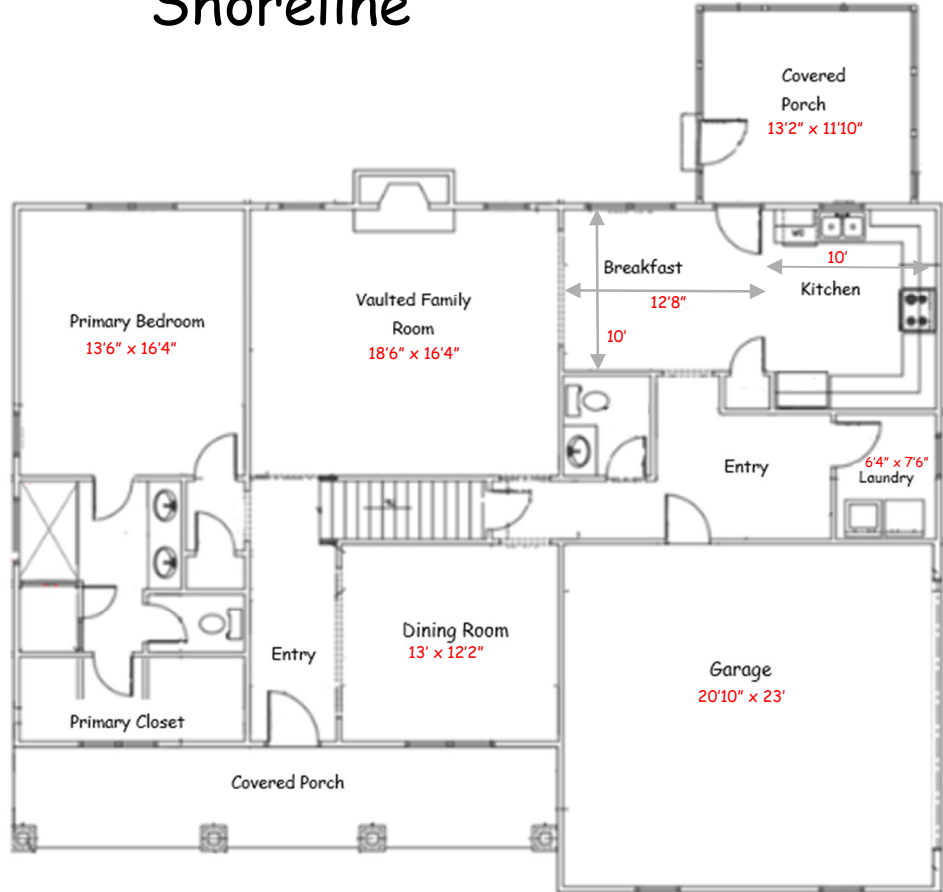 Shoreline
Covered
Porch
13'2" x 11'10"
Primary Bedroom
13'6" x 16'4"
Vaulted Family
Room
18'6" x 16'4"
Breakfast
12'8"
10'
10'
Kitchen
Entry
6'4" x 7'6"
Laundry
Dining Room
13' x 12'2"
Entry
Garage
20'10" x 23'
Primary Closet
Covered Porch